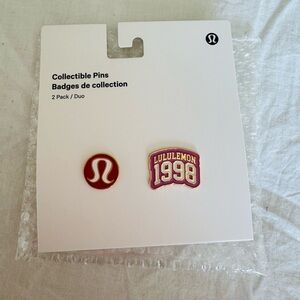 Collectible Pins
Badges de collection
2 Pack / Duo
LULULEMON
1998